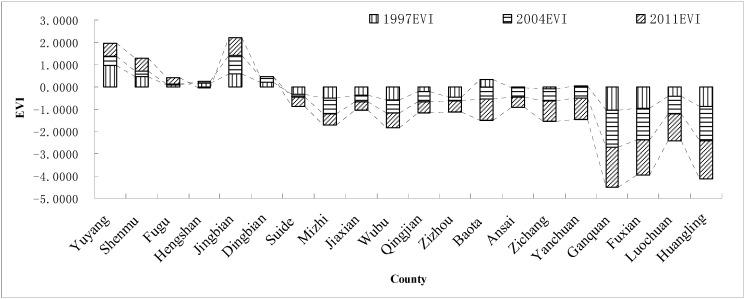 1997EVI 2004EVI 2011EVI
3.0000
2.0000
1.0000
0.0000
-1.0000
-2.0000
-3.0000
-4.0000
-5.0000
EVI
Yuyang
Shenmu
Fugu
Hengshan
Jingbian
Dingbian
Suide
Mizhi
Jiaxian
Wubu
Qingjian
Zizhou
Baota
Ansai
Zichang
Yanchuan
Ganquan
Fuxian
Luochuan
Huangling
County